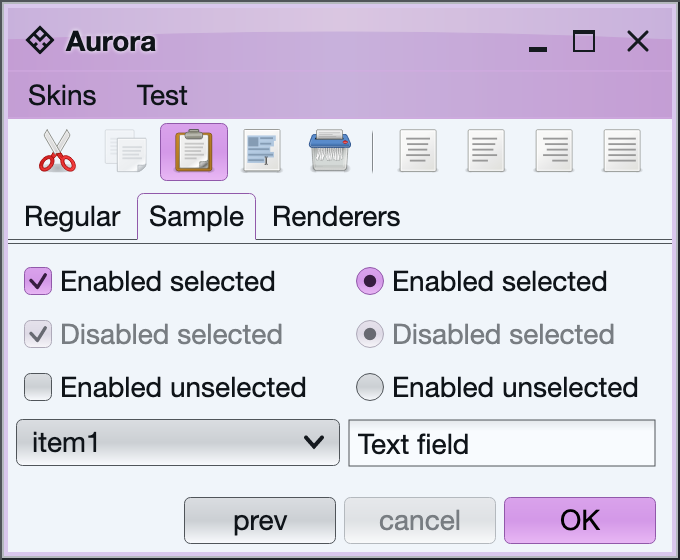 Aurora
Skins Test
Regular Sample Renderers
Enabled selected Enabled selected
Disabled selected Disabled selected
Enabled unselected Enabled unselected
item1 Text field
prev cancel OK